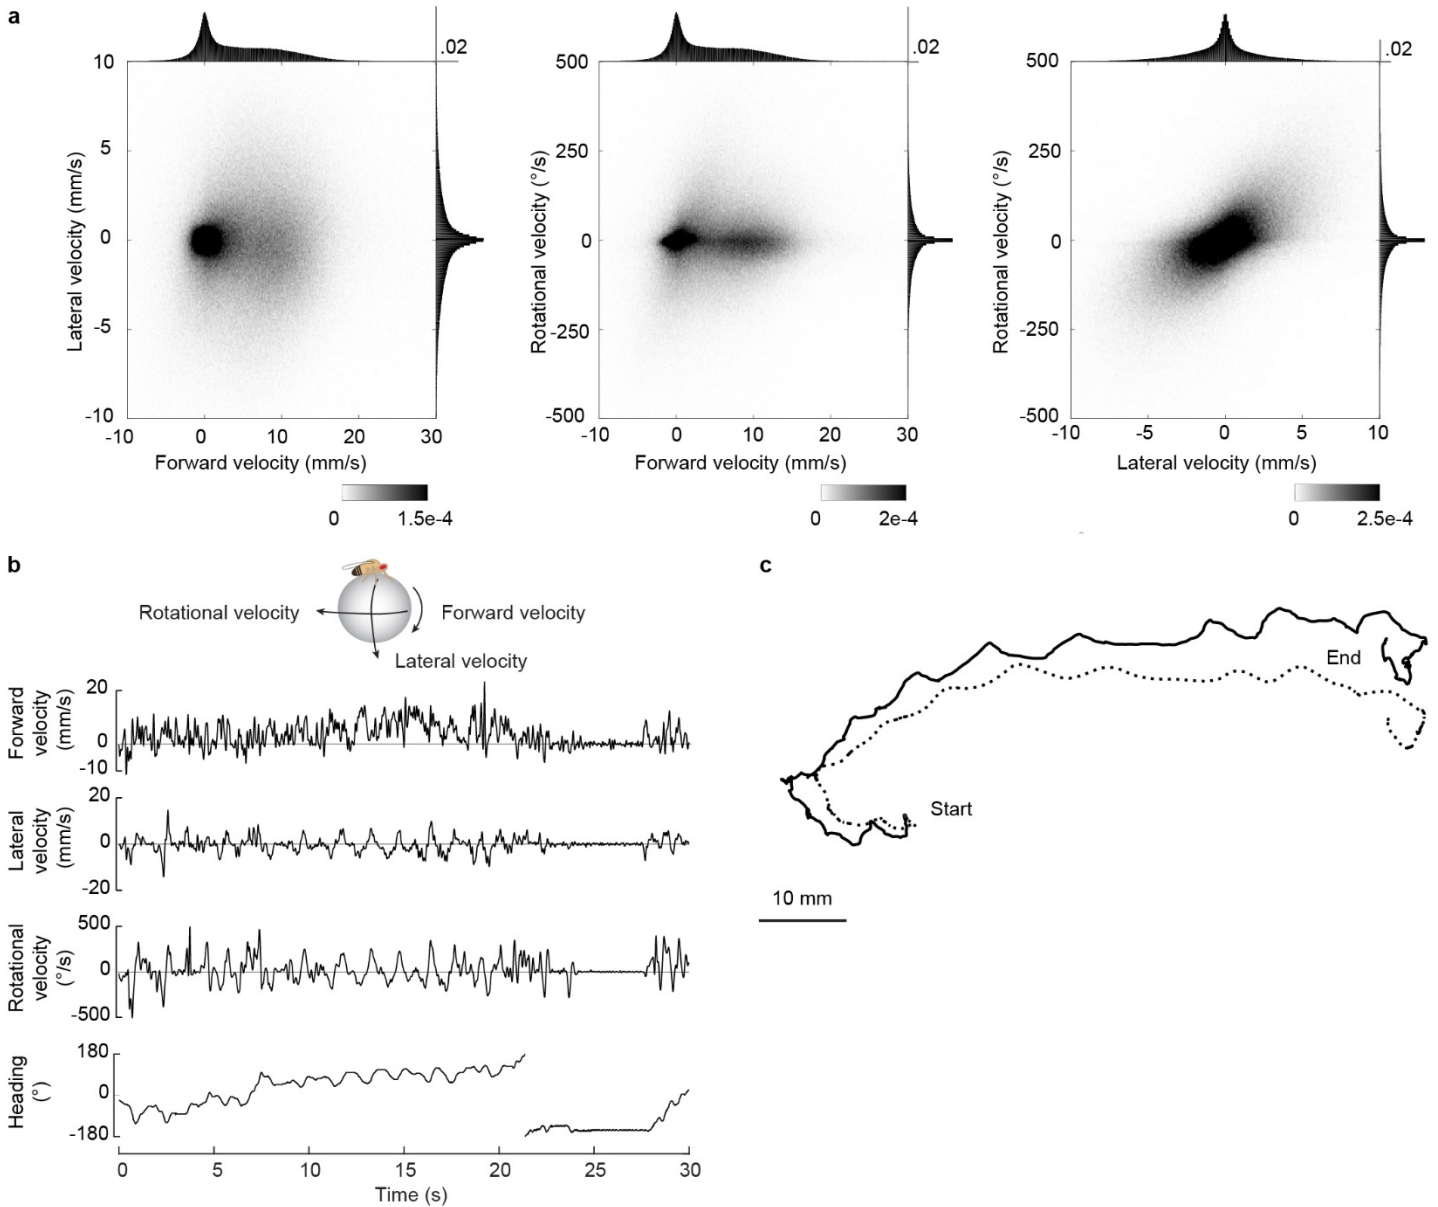 a
.02
.02
.02
10
5
0
-5
-10
Lateral velocity (mm/s)
-10 0 10 20 30
Forward velocity (mm/s)
0 1.5e-4
500
250
0
-250
-500
Rotational velocity (°/s)
-10 0 10 20 30
Forward velocity (mm/s)
0 2e-4
500
250
0
-250
-500
Rotational velocity (°/s)
-10 -5 0 5 10
Lateral velocity (mm/s)
0 2.5e-4
b
Rotational velocity
Forward velocity
Lateral velocity
Forward
velocity
(mm/s)
20
0
-10
Lateral
velocity
(mm/s)
20
0
-20
Rotational
velocity
(°/s)
500
0
-500
Heading
(°)
180
0
-180
0 5 10 15 20 25 30
Time (s)
c
End
Start
10 mm